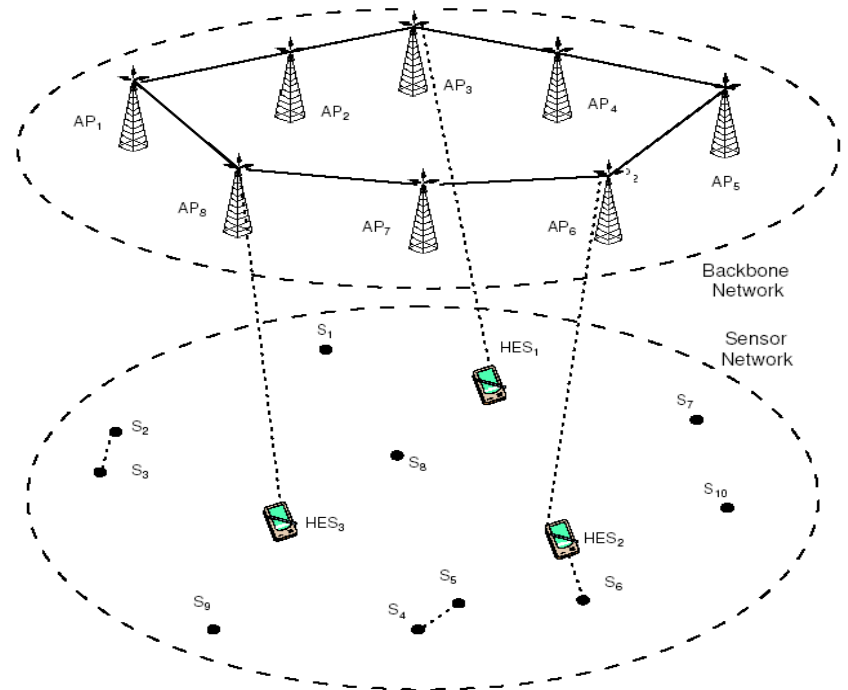 AP3
AP4
AP1
AP2
AP5
AP8
AP7
AP6
Backbone
Network
S1
HES1
Sensor
Network
S7
S2
S3
S8
S10
HES3
HES2
S5
S6
S9
S4